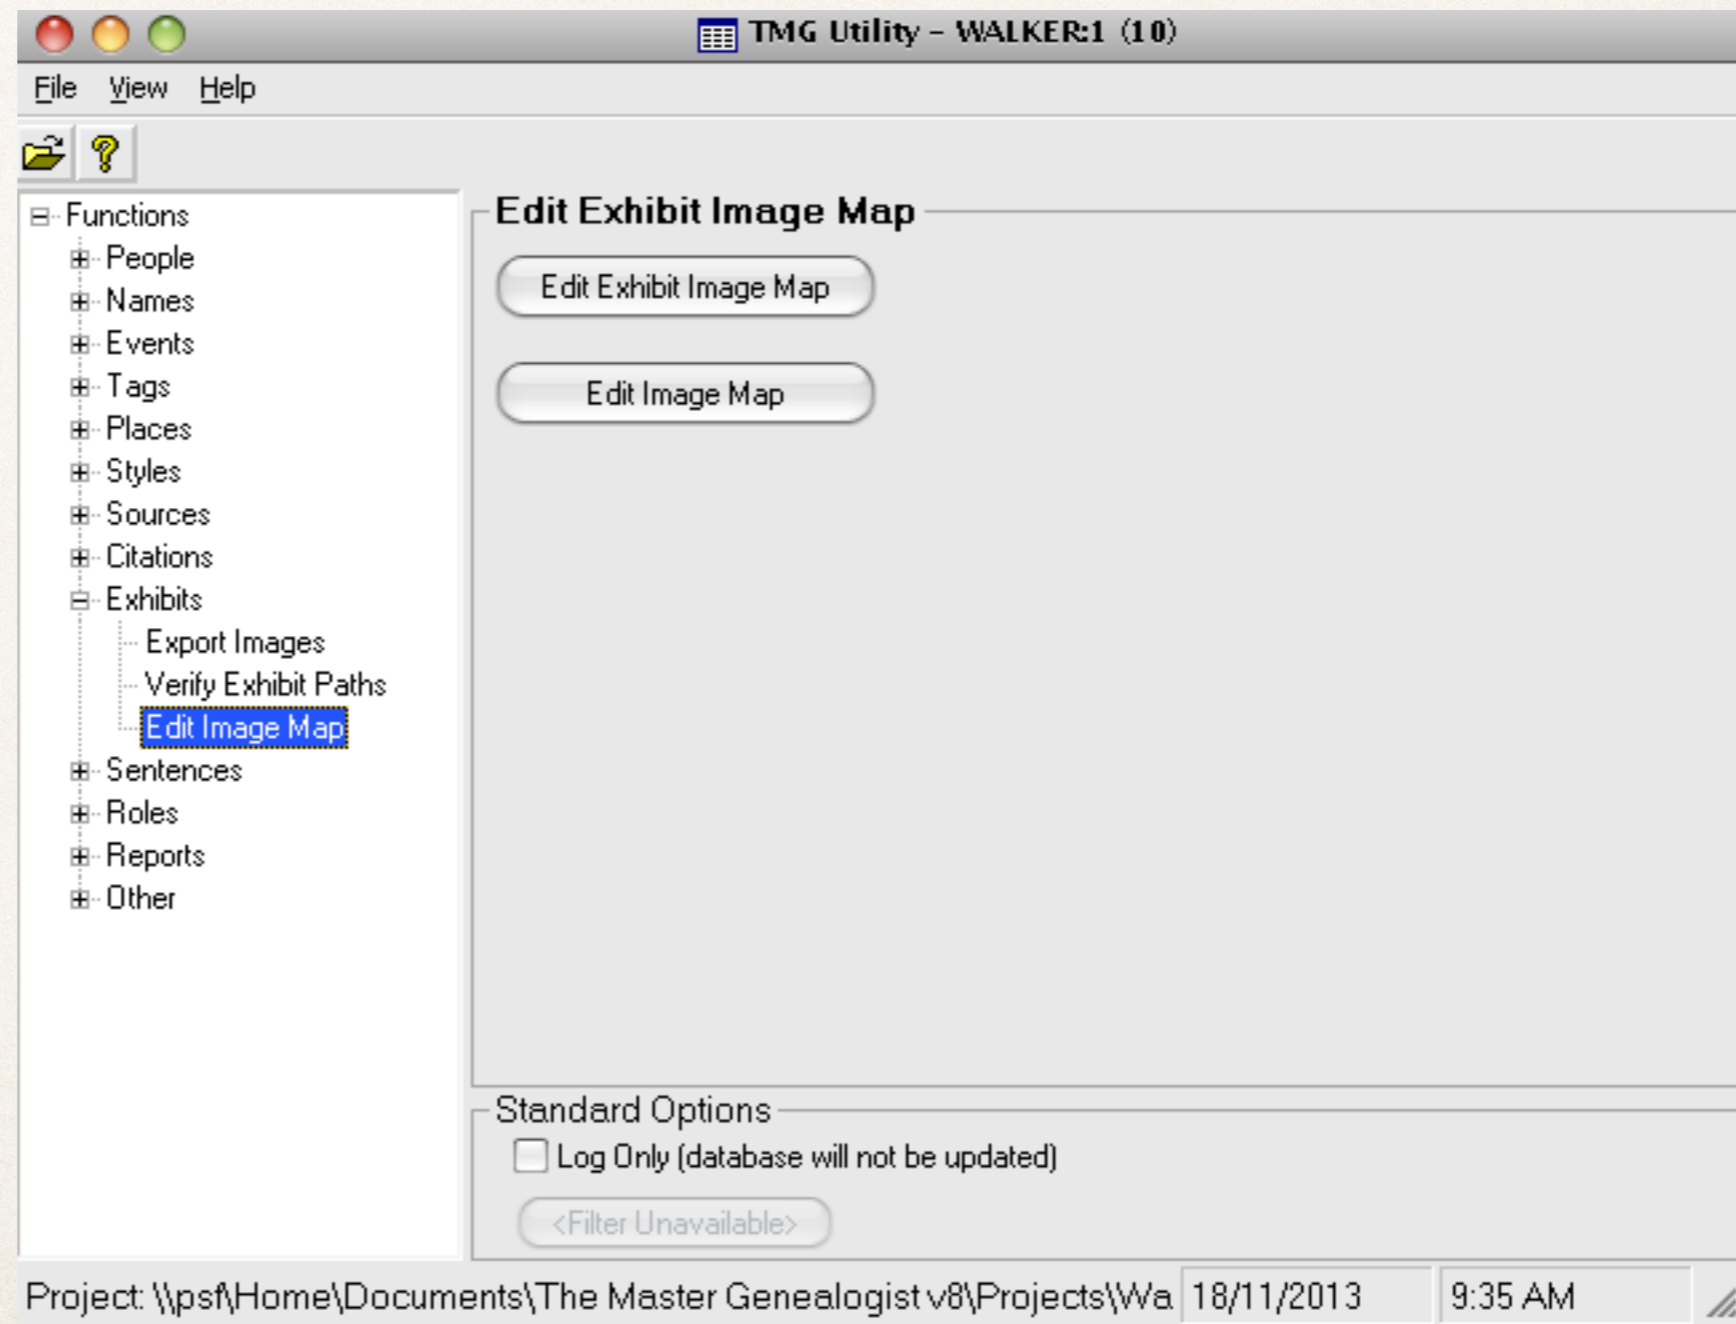 TMG Utility - WALKER:1 (10)
File View Help
Functions
People
Names
Events
Tags
Places
Styles
Sources
Citations
Exhibits
Export Images
Verify Exhibit Paths
Edit Image Map
Sentences
Roles
Reports
Other
Edit Exhibit Image Map
Edit Exhibit Image Map
Edit Image Map
Standard Options
Log Only (database will not be updated)
<Filter Unavailable>
Project: \\psf\Home\Documents\The Master Genealogist v8\Projects\Wa 18/11/2013 9:35 AM